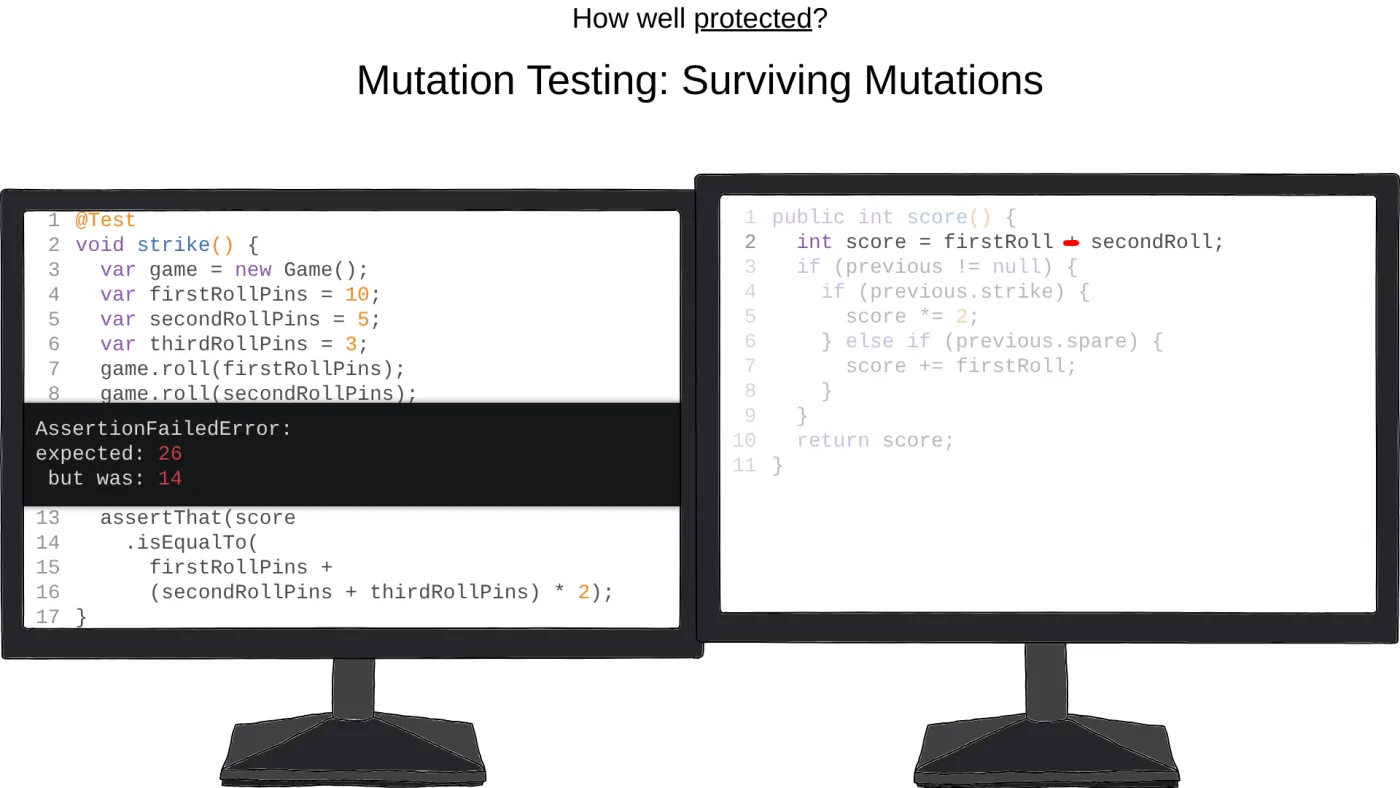 How well protected?
Mutation Testing: Surviving Mutations
1 @Test
2 void strike() {
3 var game = new Game();
4 var firstRollPins = 10;
5 var secondRollPins = 5;
6 var thirdRollPins = 3;
7 game.roll(firstRollPins);
8 game.roll(secondRollPins);
AssertionFailedError:
expected: 26
but was: 14
13 assertThat(score
14 .isEqualTo(
15 firstRollPins +
16 (secondRollPins + thirdRollPins) * 2);
17 }
1 public int score() {
2 int score = firstRoll - secondRoll;
3 if (previous != null) {
4 if (previous.strike) {
5 score *= 2;
6 } else if (previous.spare) {
7 score += firstRoll;
8 }
9 }
10 return score;
11 }